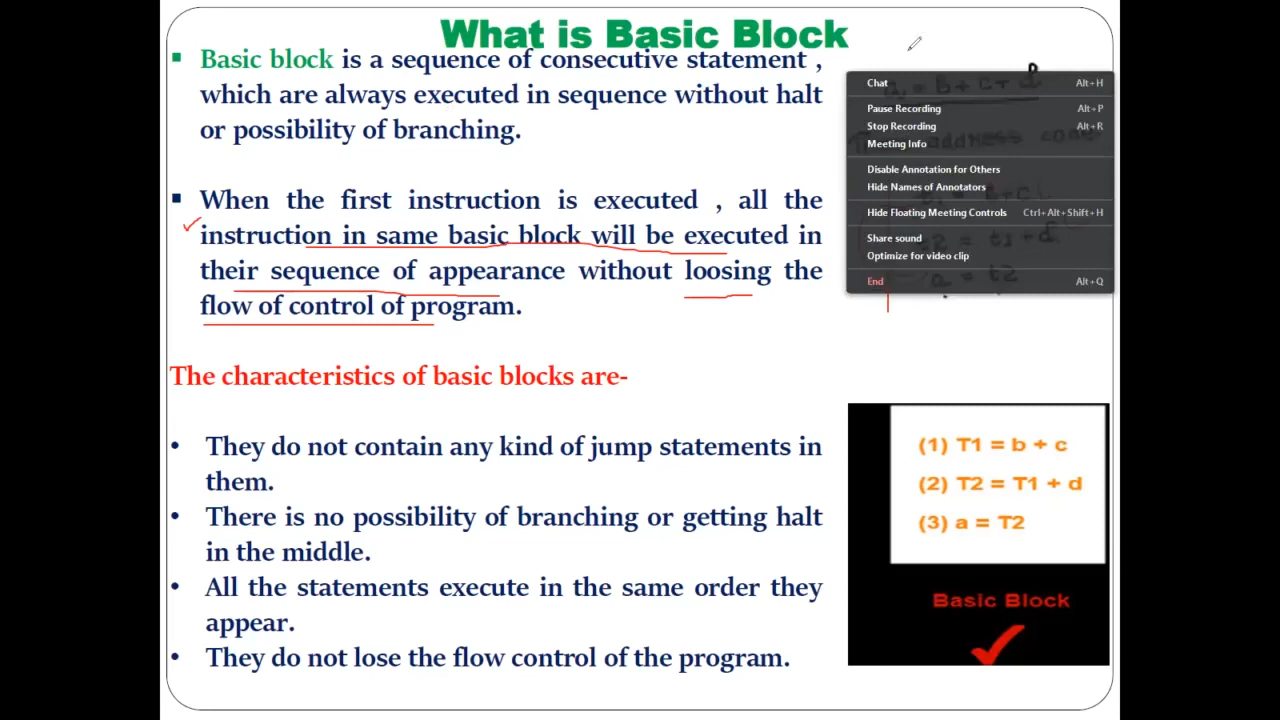 What is Basic Block
▪ Basic block is a sequence of consecutive statement ,
which are always executed in sequence without halt
or possibility of branching.
▪ When the first instruction is executed , all the
instruction in same basic block will be executed in
their sequence of appearance without loosing the
flow of control of program.
The characteristics of basic blocks are-
• They do not contain any kind of jump statements in
them.
• There is no possibility of branching or getting halt
in the middle.
• All the statements execute in the same order they
appear.
• They do not lose the flow control of the program.
Chat Alt+H
Pause Recording Alt+P
Stop Recording Alt+R
Meeting Info
Disable Annotation for Others
Hide Names of Annotators
Hide Floating Meeting Controls Ctrl+Alt+Shift+H
Share sound
Optimize for video clip
End Alt+Q
a = b + c + d
address code
t2 = t1 + d
a = t2
(1) T1 = b + c
(2) T2 = T1 + d
(3) a = T2
Basic Block